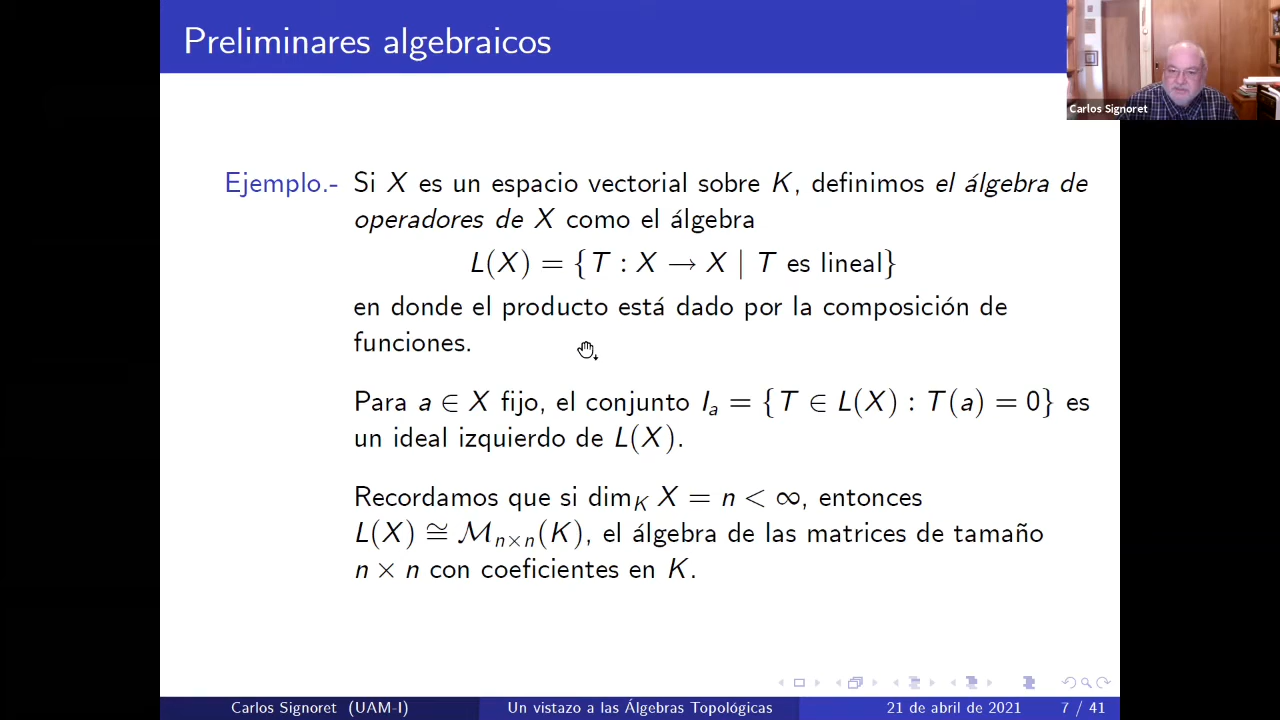 Preliminares algebraicos
Carlos Signoret
Ejemplo.- Si X es un espacio vectorial sobre K, definimos el álgebra de
operadores de X como el álgebra
L(X) = {T : X → X | T es lineal}
en donde el producto está dado por la composición de
funciones.
Para a ∈ X fijo, el conjunto I_a = {T ∈ L(X) : T(a) = 0} es
un ideal izquierdo de L(X).
Recordamos que si dim_K X = n < ∞, entonces
L(X) ≅ M_{n×n}(K), el álgebra de las matrices de tamaño
n × n con coeficientes en K.
Carlos Signoret (UAM-I) Un vistazo a las Álgebras Topológicas 21 de abril de 2021 7 / 41